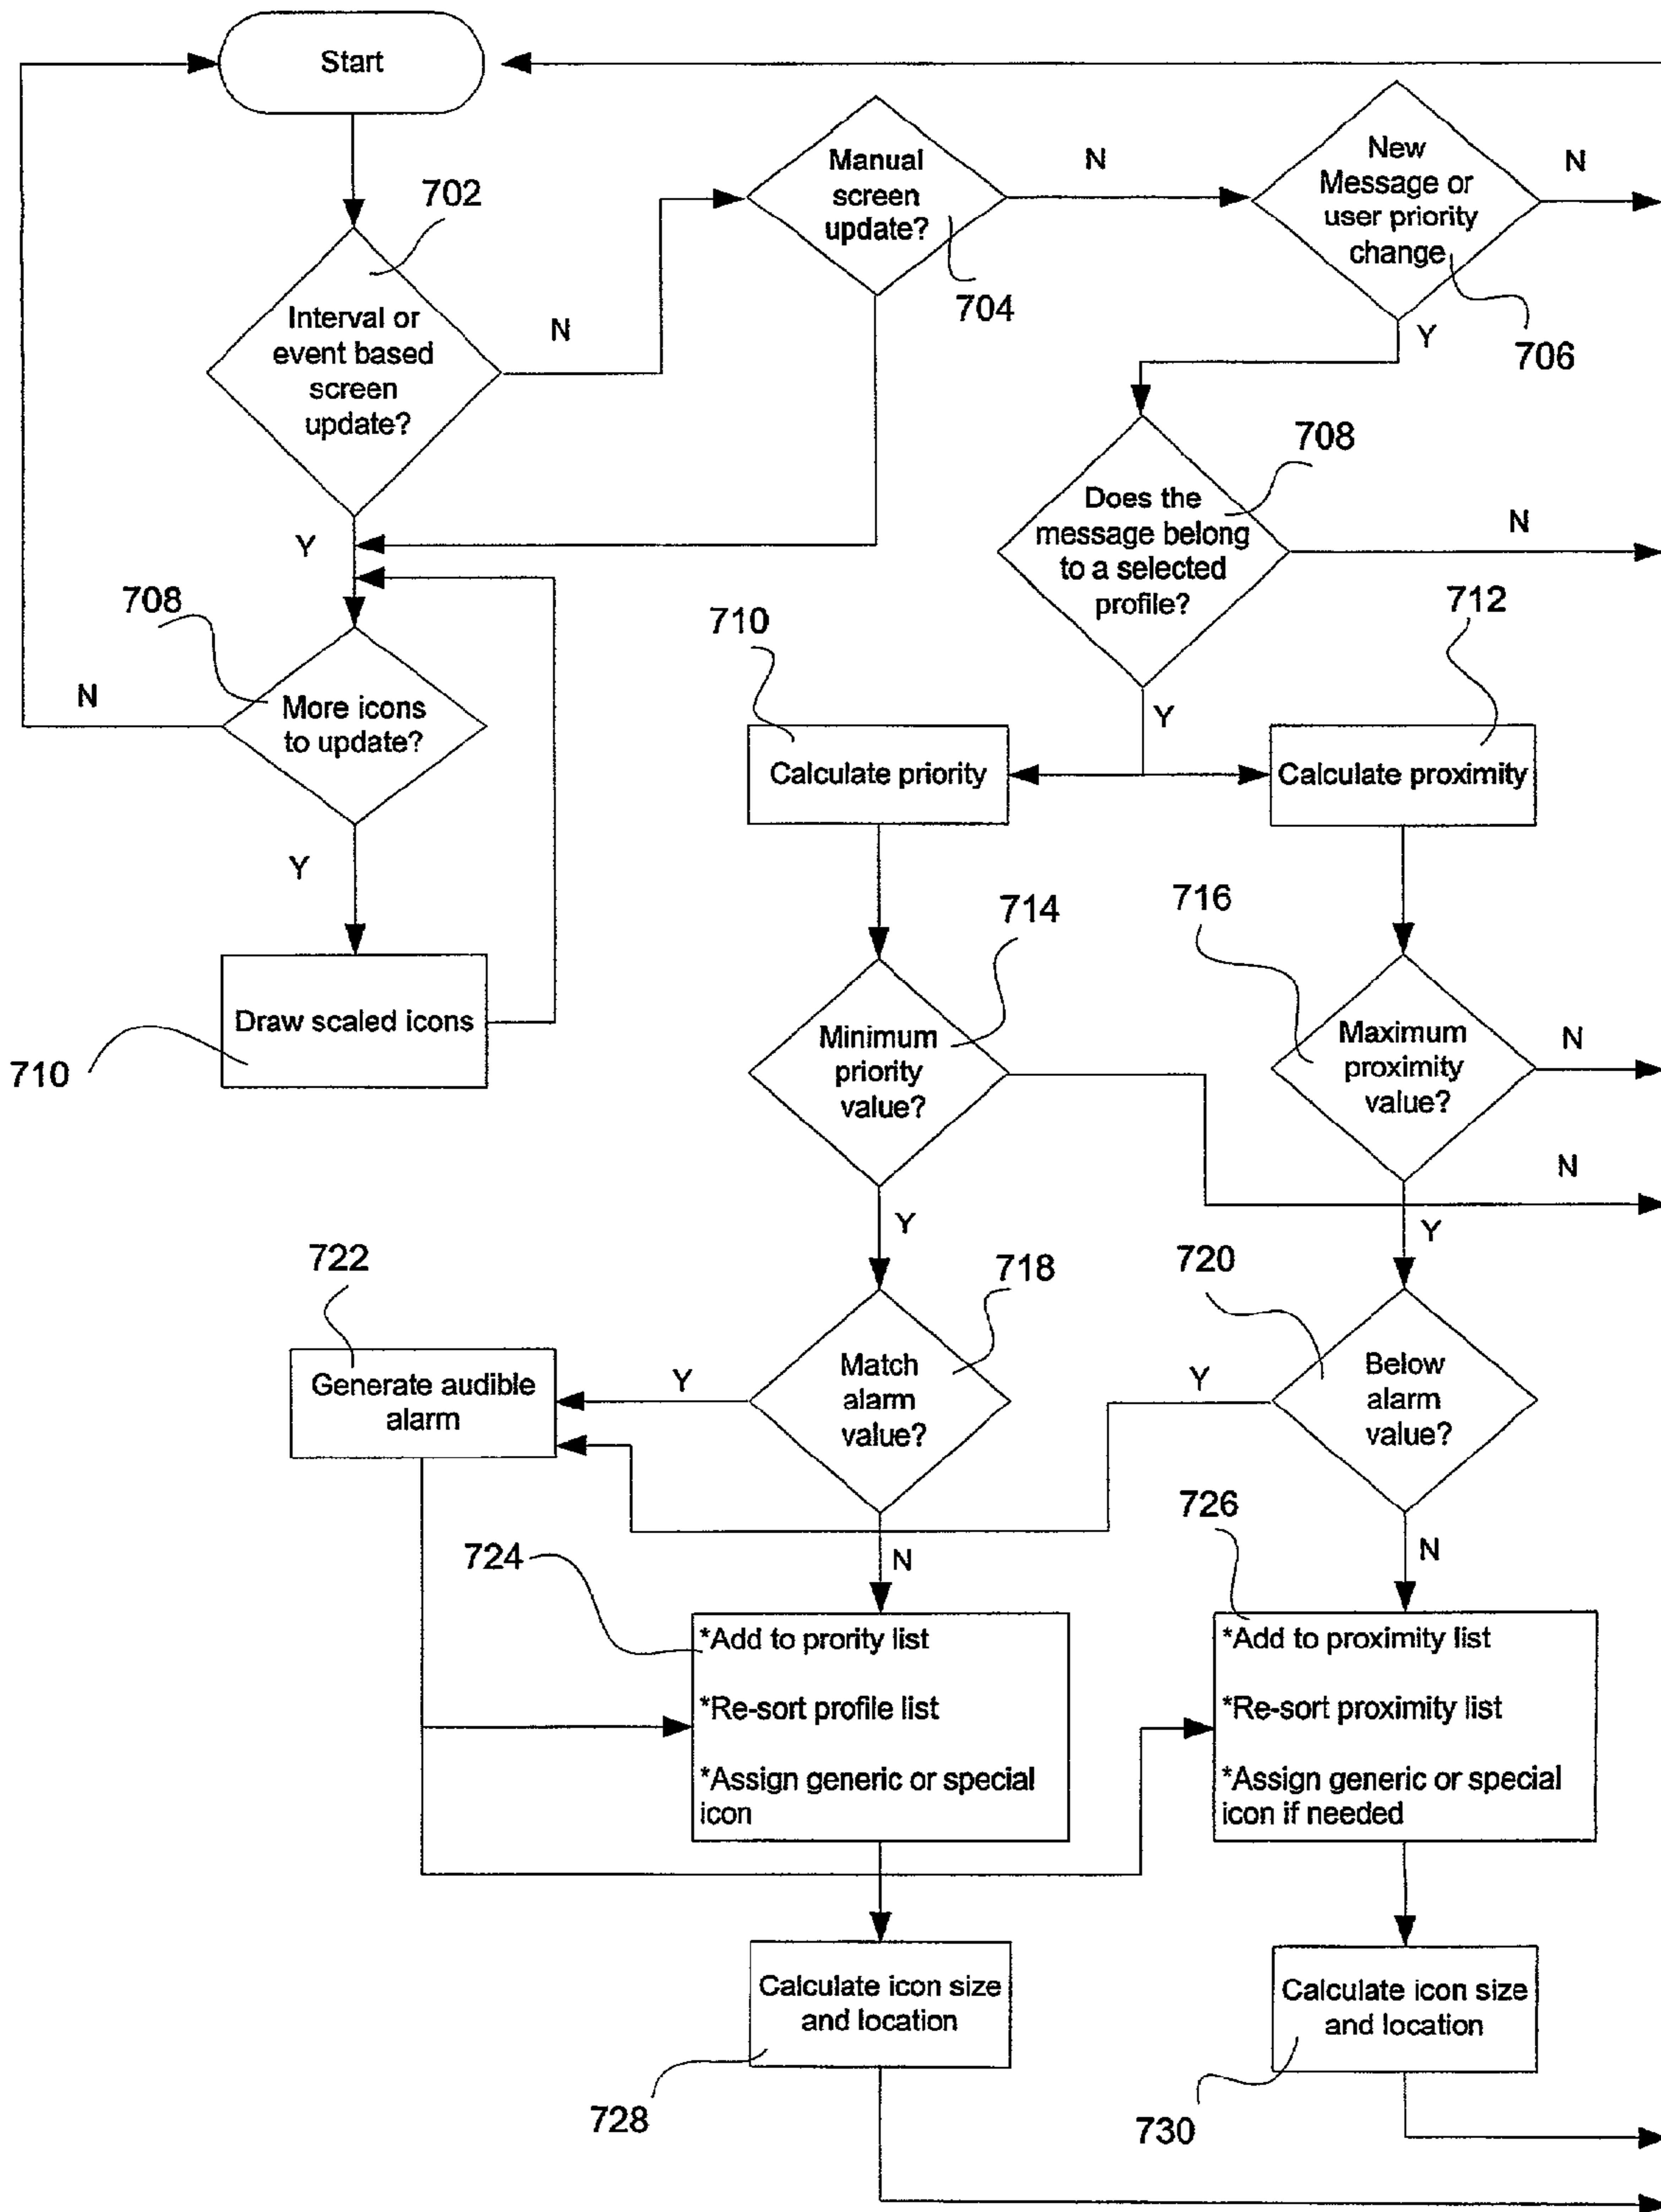 Start
702
Interval or
event based
screen
update?
N
Y
Manual
screen
update?
704
N
New
Message or
user priority
change
706
N
Y
708
Does the
message belong
to a selected
profile?
N
Y
708
More icons
to update?
N
Y
Draw scaled icons
710
710
Calculate priority
712
Calculate proximity
714
Minimum
priority
value?
N
Y
716
Maximum
proximity
value?
N
Y
718
Match
alarm
value?
Y
N
720
Below
alarm
value?
Y
N
722
Generate audible
alarm
724
*Add to prority list
*Re-sort profile list
*Assign generic or special
icon
726
*Add to proximity list
*Re-sort proximity list
*Assign generic or special
icon if needed
Calculate icon size
and location
728
Calculate icon size
and location
730